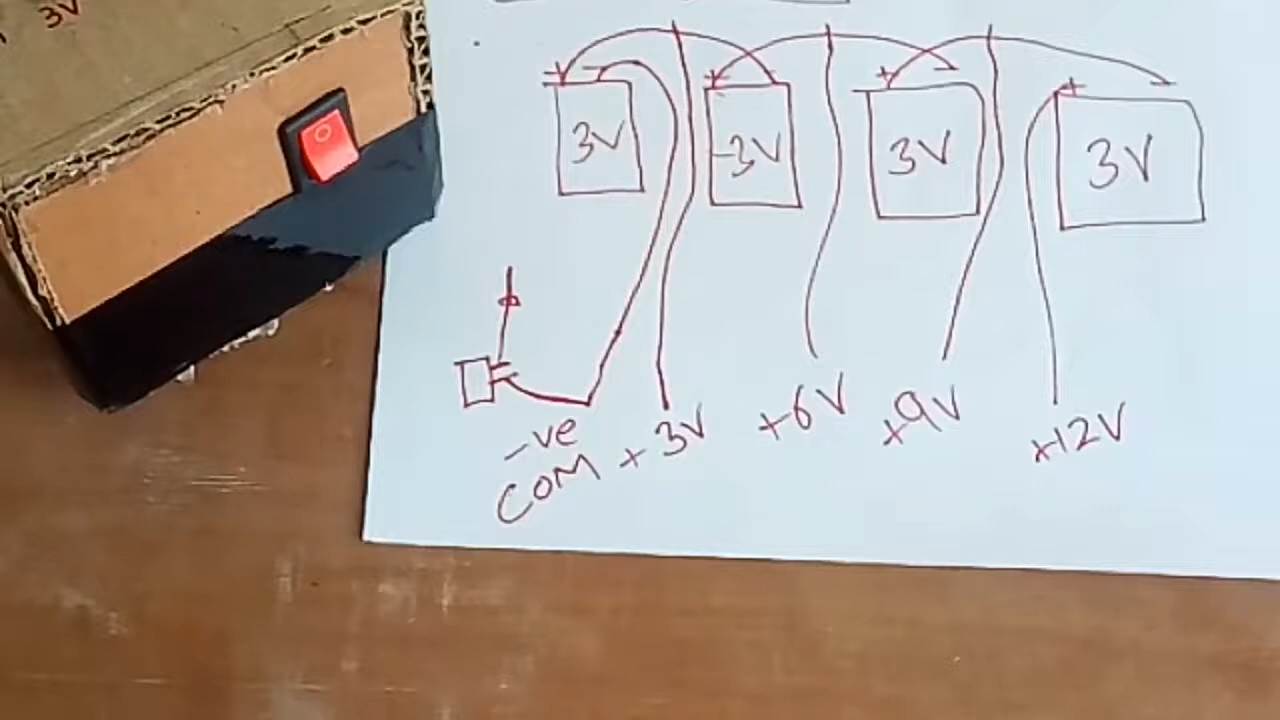 3V
+ - + + +
3V -3V 3V 3V
-ve +3V +6V +9V +12V
COM